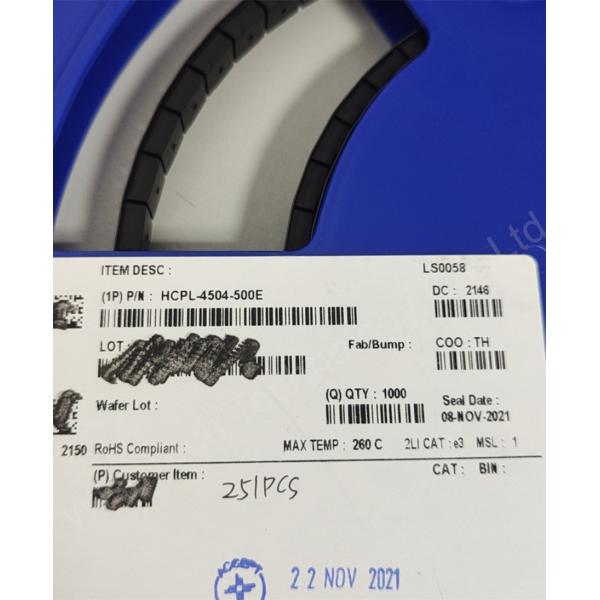 ITEM DESC :
LS0058
(1P) P/N : HCPL-4504-500E
DC : 2146
LOT
Fab/Bump :
COO : TH
(Q) QTY : 1000
Seal Date :
Wafer Lot :
08-NOV-2021
: 2150 RoHS Compliant :
MAX TEMP : 260 C
2LI CAT : e3
MSL : 1
(P) Customer Item :
CAT :
BIN :
251PCS
ACCEPT
22 NOV 2021
Ltd